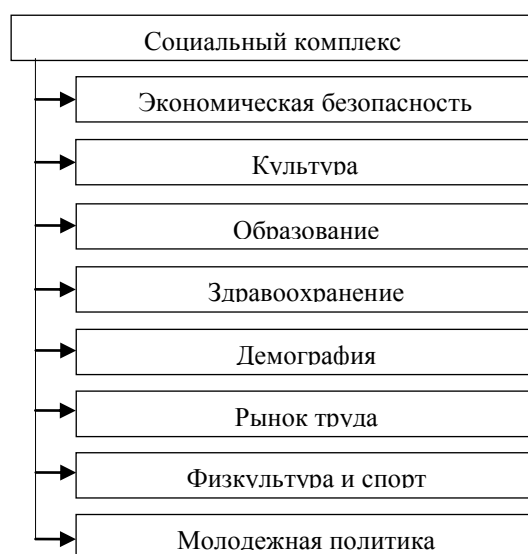 Социальный комплекс
Экономическая безопасность
Культура
Образование
Здравоохранение
Демография
Рынок труда
Физкультура и спорт
Молодежная политика